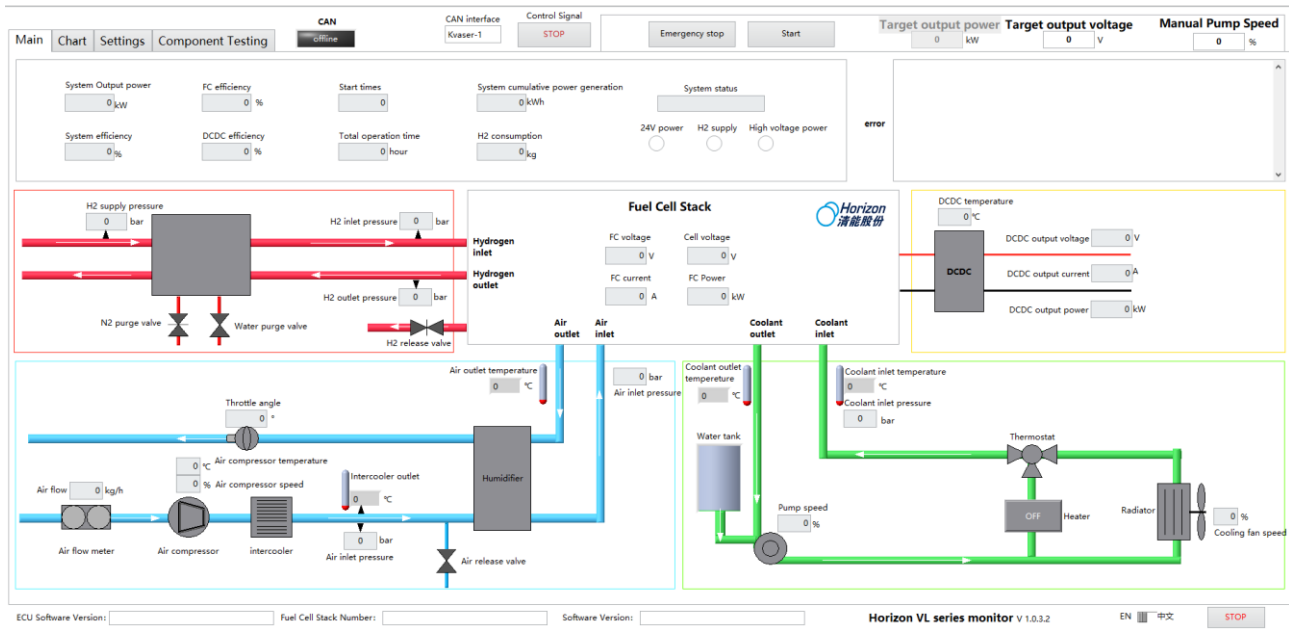 Main Chart Settings Component Testing
CAN
offline
CAN interface
Kvaser-1
Control Signal
STOP
Emergency stop
Start
Target output power
0 kW
Target output voltage
0 V
Manual Pump Speed
0 %
System Output power
0 kW
FC efficiency
0 %
Start times
0
System cumulative power generation
0 kWh
System status
System efficiency
0 %
DCDC efficiency
0 %
Total operation time
0 hour
H2 consumption
0 kg
24V power H2 supply High voltage power
error
H2 supply pressure
0 bar
H2 inlet pressure 0 bar
H2 outlet pressure 0 bar
N2 purge valve
Water purge valve
H2 release valve
Hydrogen
inlet
Hydrogen
outlet
Fuel Cell Stack
Horizon
清能股份
FC voltage
0 V
Cell voltage
0 V
FC current
0 A
FC Power
0 kW
Air
outlet
Air
inlet
Coolant
outlet
Coolant
inlet
DCDC temperature
0 ℃
DCDC
DCDC output voltage 0 V
DCDC output current 0 A
DCDC output power 0 kW
Air outlet temperature
0 ℃
0 bar
Air inlet pressure
Throttle angle
0 °
0 ℃ Air compressor temperature
0 % Air compressor speed
Air flow 0 kg/h
Intercooler outlet
0 ℃
Humidifier
Air flow meter
Air compressor
intercooler
0 bar
Air inlet pressure
Air release valve
Coolant outlet
tempereture
0 ℃
Coolant inlet temperature
0 ℃
Coolant inlet pressure
0 bar
Water tank
Thermostat
Pump speed
0 %
OFF
Heater
Radiator
0 %
Cooling fan speed
ECU Software Version:
Fuel Cell Stack Number:
Software Version:
Horizon VL series monitor V 1.0.3.2
EN 中文
STOP